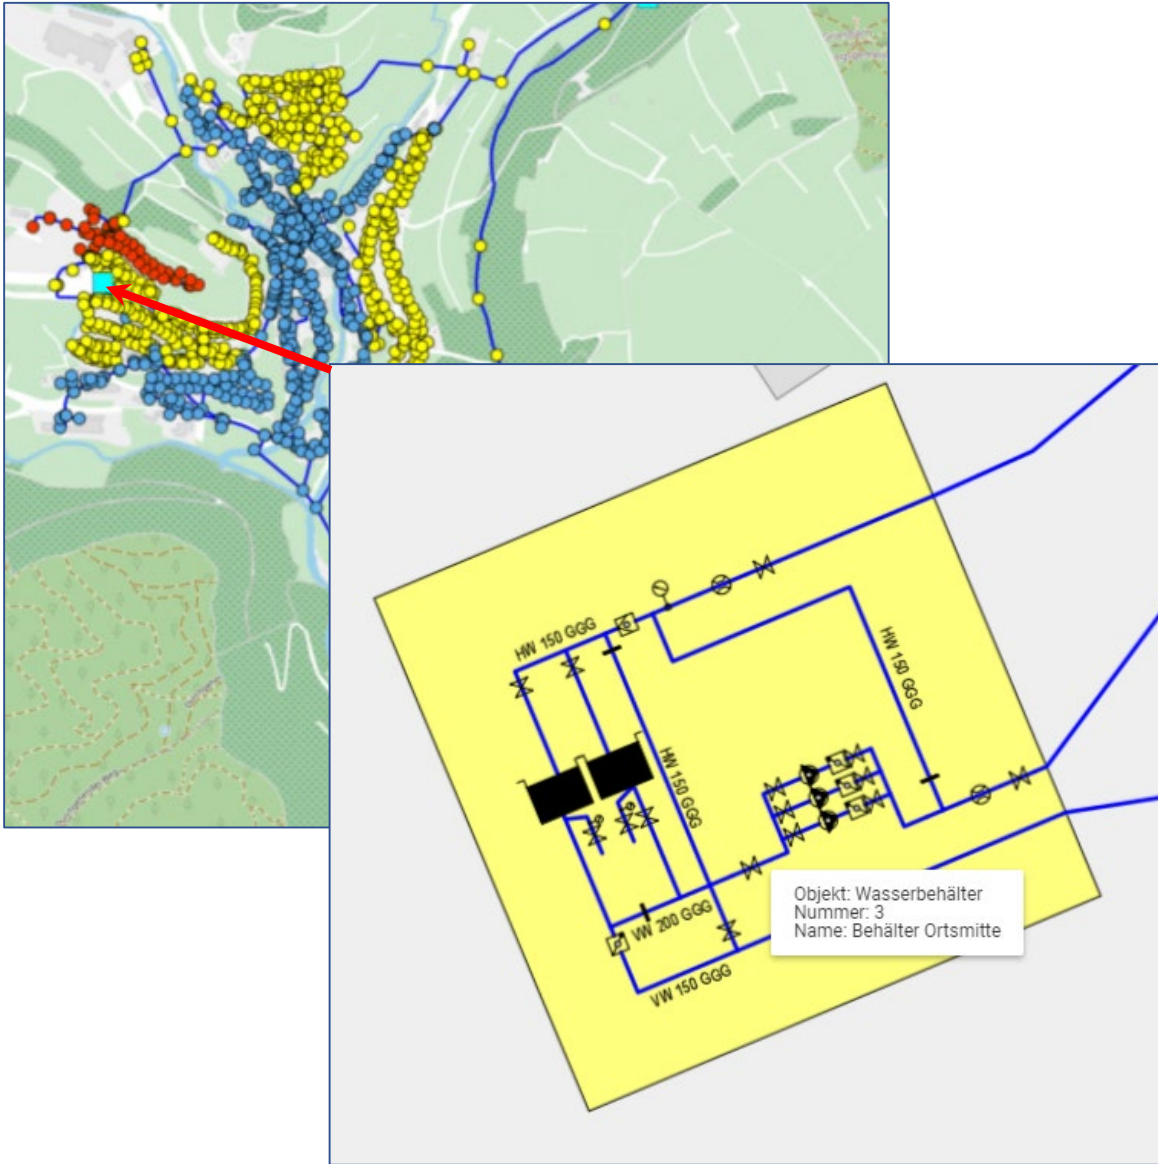 HW 150 GGG
HW 150 GGG
HW 150 GGG
VW 200 GGG
VW 150 GGG
Objekt: Wasserbehälter
Nummer: 3
Name: Behälter Ortsmitte